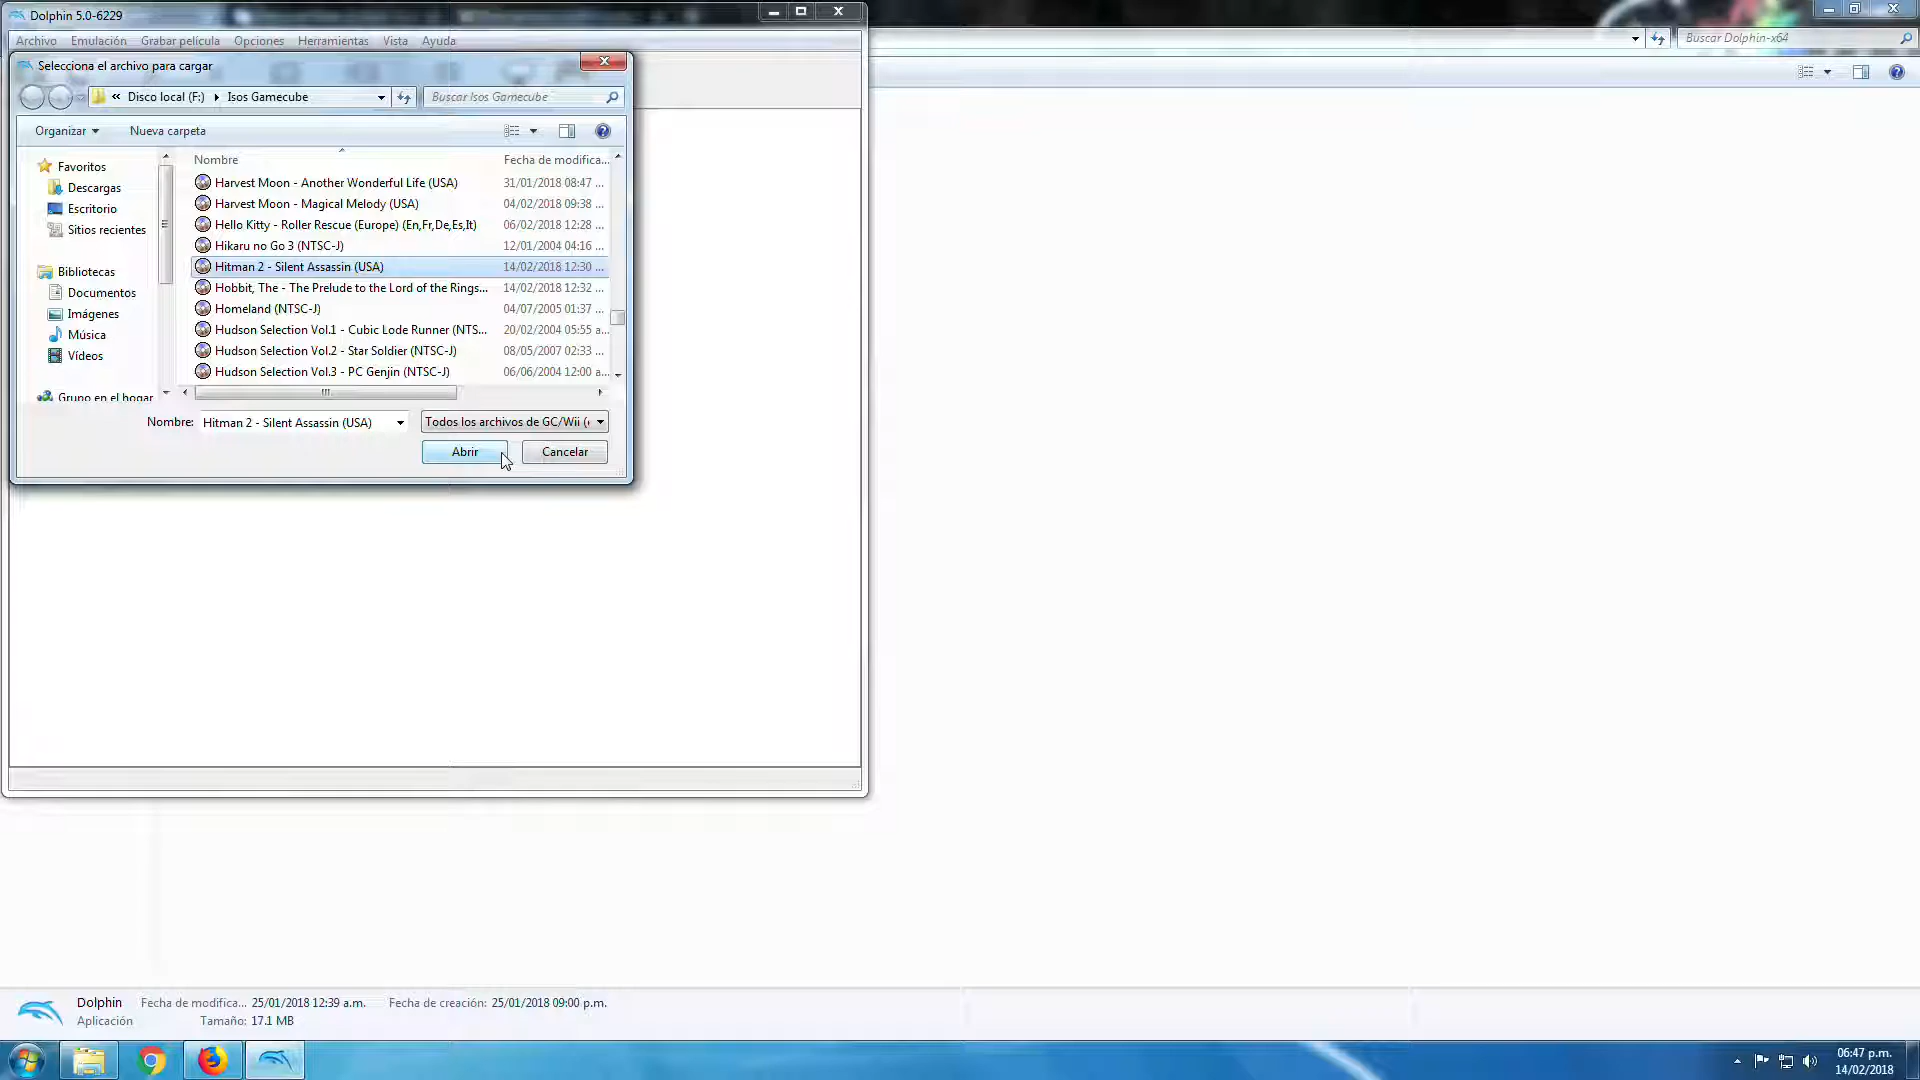 Dolphin 5.0-6229
Archivo Emulación Grabar película Opciones Herramientas Vista Ayuda
Buscar Dolphin-x64
Selecciona el archivo para cargar
« Disco local (F:) Isos Gamecube
Buscar Isos Gamecube
Organizar Nueva carpeta
Favoritos
Descargas
Escritorio
Sitios recientes
Bibliotecas
Documentos
Imágenes
Música
Vídeos
Grupo en el hogar
Nombre Fecha de modifica...
Harvest Moon - Another Wonderful Life (USA) 31/01/2018 08:47 ...
Harvest Moon - Magical Melody (USA) 04/02/2018 09:38 ...
Hello Kitty - Roller Rescue (Europe) (En,Fr,De,Es,It) 06/02/2018 12:28 ...
Hikaru no Go 3 (NTSC-J) 12/01/2004 04:16 ...
Hitman 2 - Silent Assassin (USA) 14/02/2018 12:30 ...
Hobbit, The - The Prelude to the Lord of the Rings... 14/02/2018 12:32 ...
Homeland (NTSC-J) 04/07/2005 01:37 ...
Hudson Selection Vol.1 - Cubic Lode Runner (NTS... 20/02/2004 05:55 a...
Hudson Selection Vol.2 - Star Soldier (NTSC-J) 08/05/2007 02:33 ...
Hudson Selection Vol.3 - PC Genjin (NTSC-J) 06/06/2004 12:00 a...
Nombre: Hitman 2 - Silent Assassin (USA) Todos los archivos de GC/Wii (
Abrir Cancelar
Dolphin Fecha de modifica... 25/01/2018 12:39 a.m. Fecha de creación: 25/01/2018 09:00 p.m.
Aplicación Tamaño: 17.1 MB
06:47 p.m.
14/02/2018